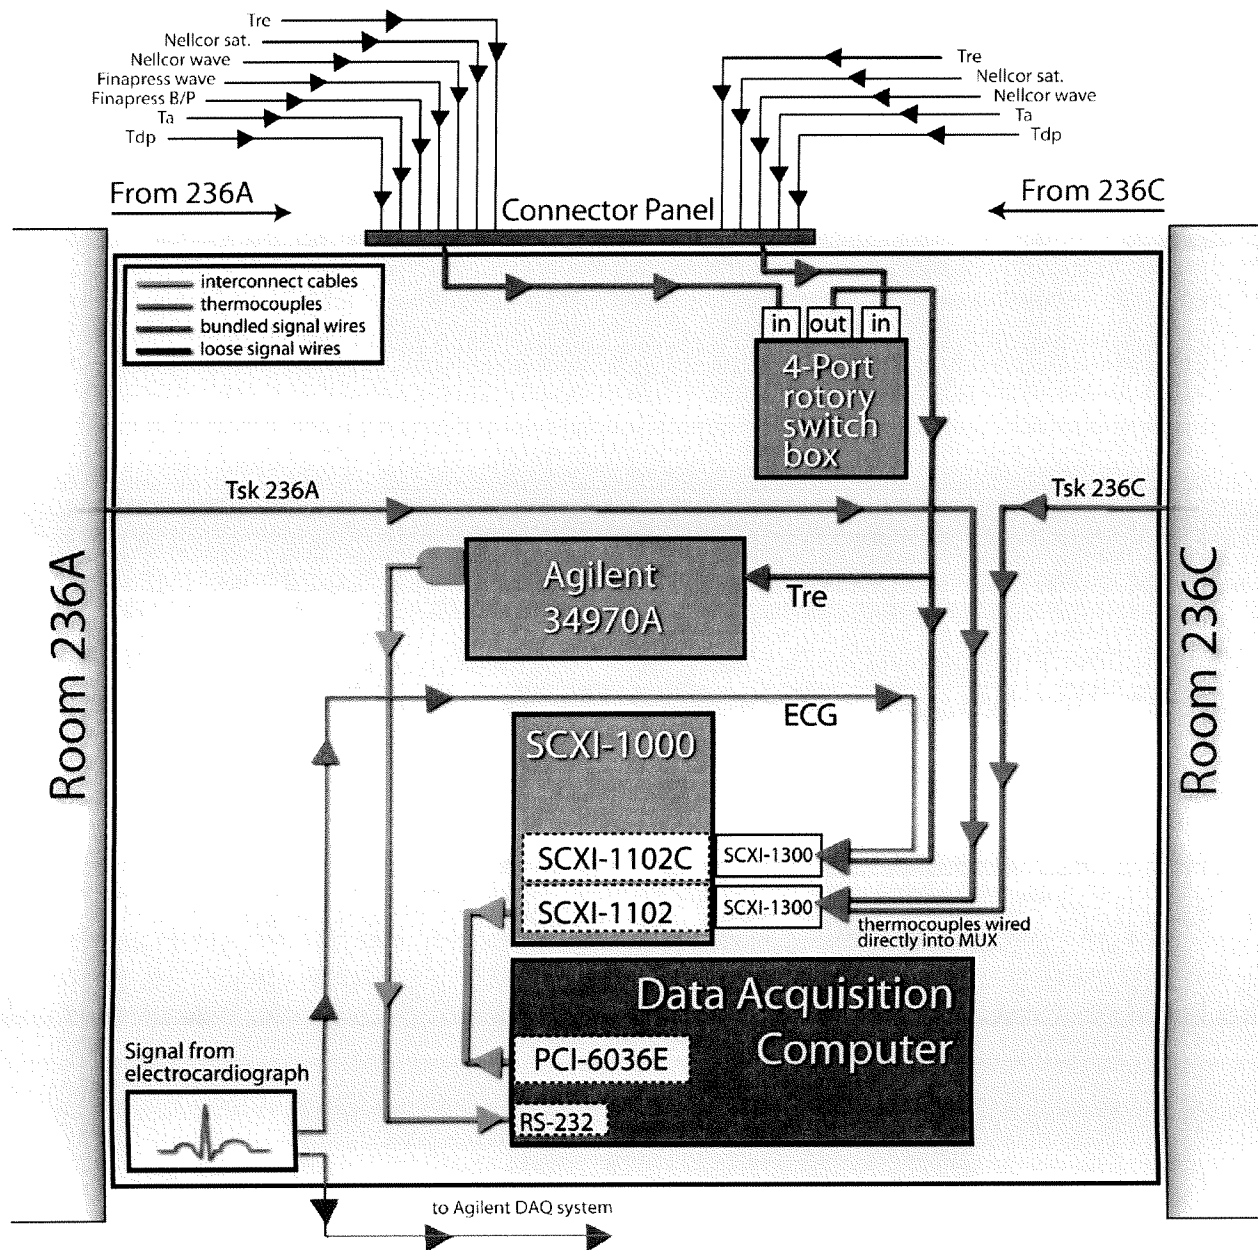 Tre
Nellcor sat.
Nellcor wave
Finapress wave
Finapress B/P
Ta
Tdp
Tre
Nellcor sat.
Nellcor wave
Ta
Tdp
From 236A
Connector Panel
From 236C
interconnect cables
thermocouples
bundled signal wires
loose signal wires
in
out
in
4-Port
rotory
switch
box
Tsk 236A
Tsk 236C
Room 236A
Agilent
34970A
Tre
Room 236C
ECG
SCXI-1000
SCXI-1102C
SCXI-1300
SCXI-1102
SCXI-1300
thermocouples wired
directly into MUX
Data Acquisition
Computer
PCI-6036E
RS-232
Signal from
electrocardiograph
to Agilent DAQ system